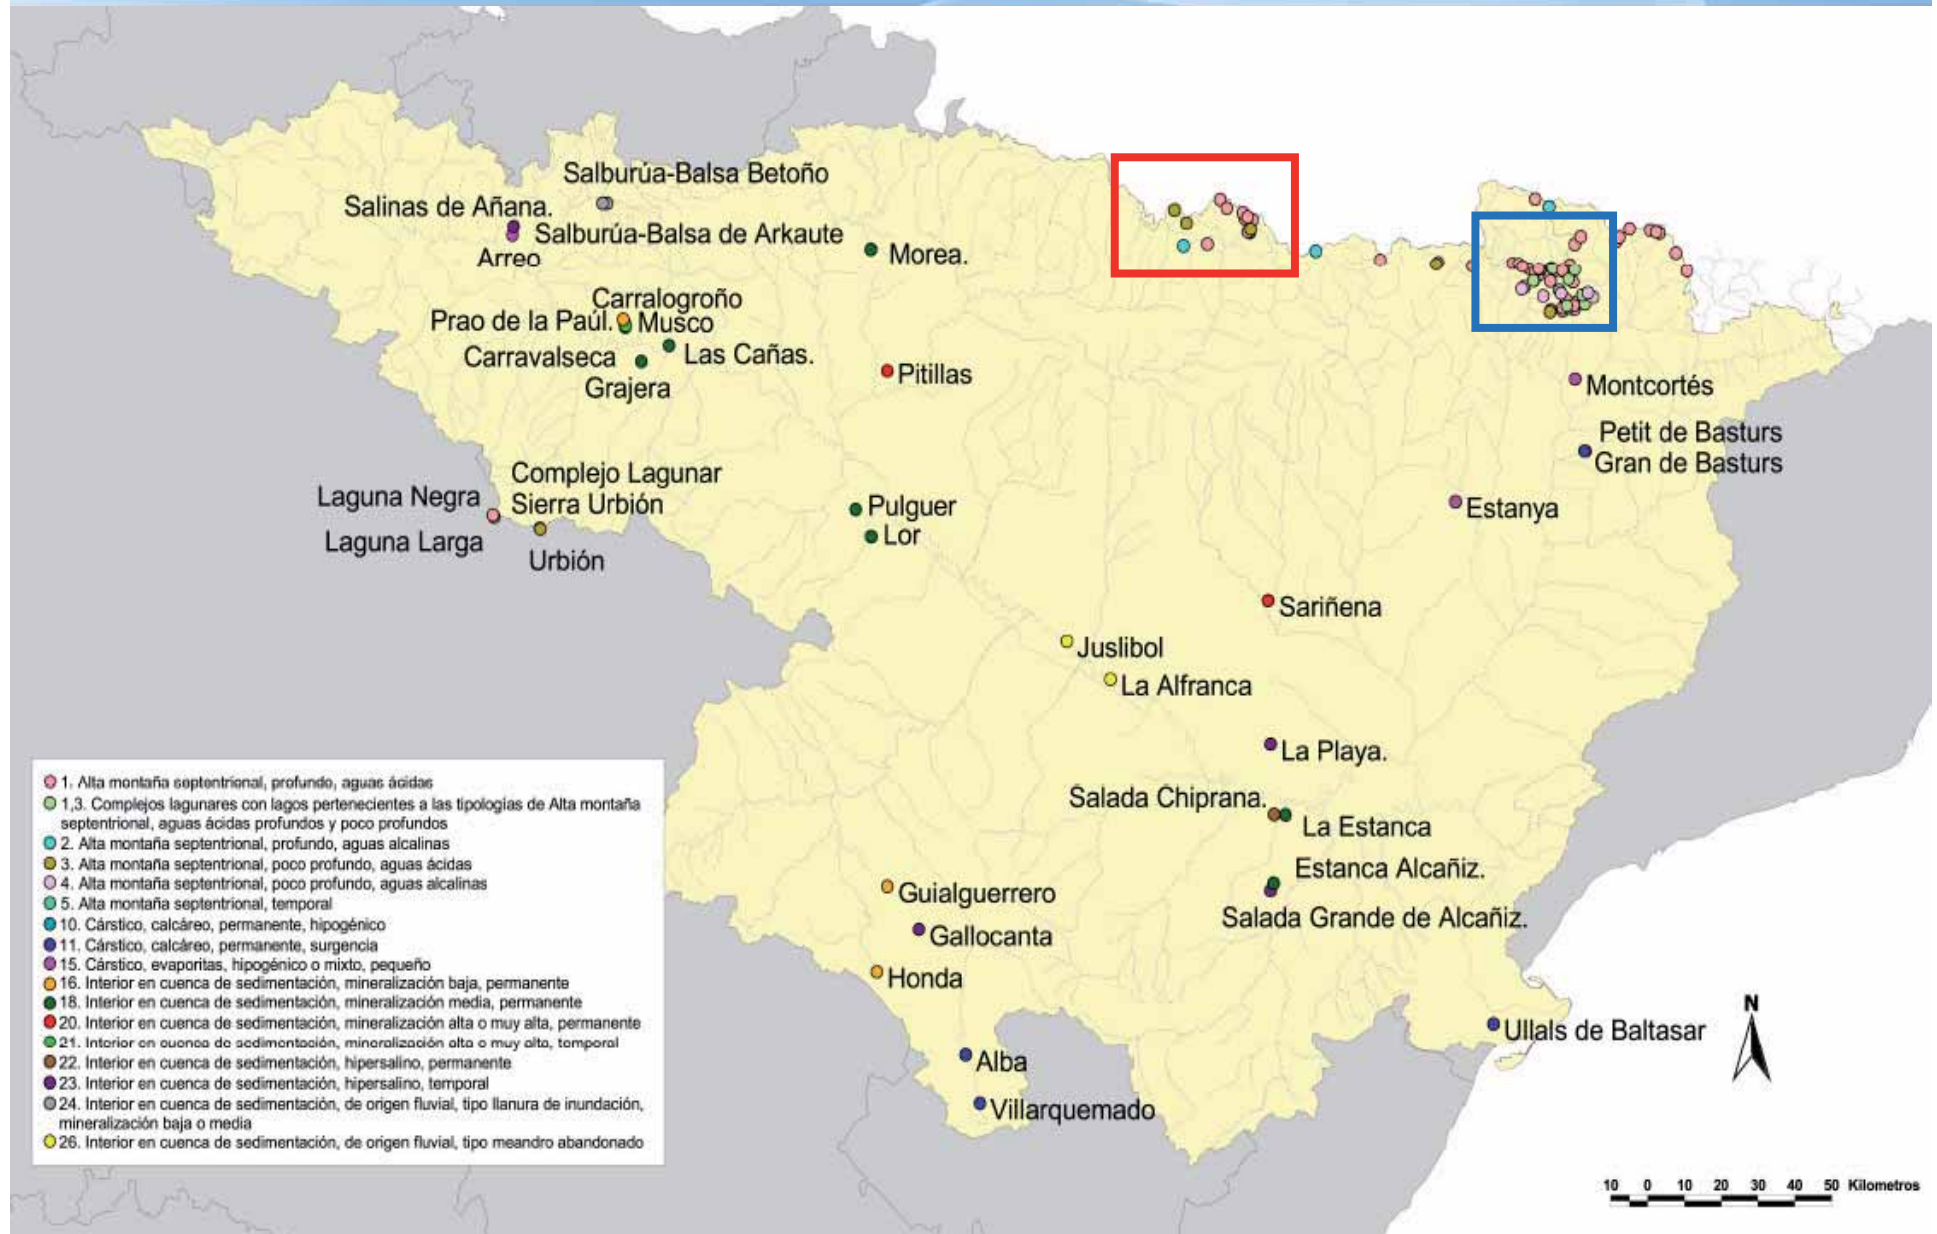 Salburúa-Balsa Betoño
Salinas de Añana.
Salburúa-Balsa de Arkaute
Arreo
Morea.
Carralogroño
Prao de la Paúl.
Musco
Carravalseca
Las Cañas.
Grajera
Pitillas
Montcortés
Petit de Basturs
Gran de Basturs
Complejo Lagunar
Sierra Urbión
Laguna Negra
Laguna Larga
Urbión
Pulguer
Lor
Estanya
Sariñena
Juslibol
La Alfranca
La Playa.
Salada Chiprana.
La Estanca
Estanca Alcañiz.
Salada Grande de Alcañiz.
Guialguerrero
Gallocanta
Honda
Alba
Villarquemado
Ullals de Baltasar
1. Alta montaña septentrional, profundo, aguas ácidas
1,3. Complejos lagunares con lagos pertenecientes a las tipologías de Alta montaña
septentrional, aguas ácidas profundos y poco profundos
2. Alta montaña septentrional, profundo, aguas alcalinas
3. Alta montaña septentrional, poco profundo, aguas ácidas
4. Alta montaña septentrional, poco profundo, aguas alcalinas
5. Alta montaña septentrional, temporal
10. Cárstico, calcáreo, permanente, hipogénico
11. Cárstico, calcáreo, permanente, surgencia
15. Cárstico, evaporitas, hipogénico o mixto, pequeño
16. Interior en cuenca de sedimentación, mineralización baja, permanente
18. Interior en cuenca de sedimentación, mineralización media, permanente
20. Interior en cuenca de sedimentación, mineralización alta o muy alta, permanente
21. Interior en cuenca de sedimentación, mineralización alta o muy alta, temporal
22. Interior en cuenca de sedimentación, hipersalino, permanente
23. Interior en cuenca de sedimentación, hipersalino, temporal
24. Interior en cuenca de sedimentación, de origen fluvial, tipo llanura de inundación,
mineralización baja o media
26. Interior en cuenca de sedimentación, de origen fluvial, tipo meandro abandonado
N
10 0 10 20 30 40 50 Kilometros